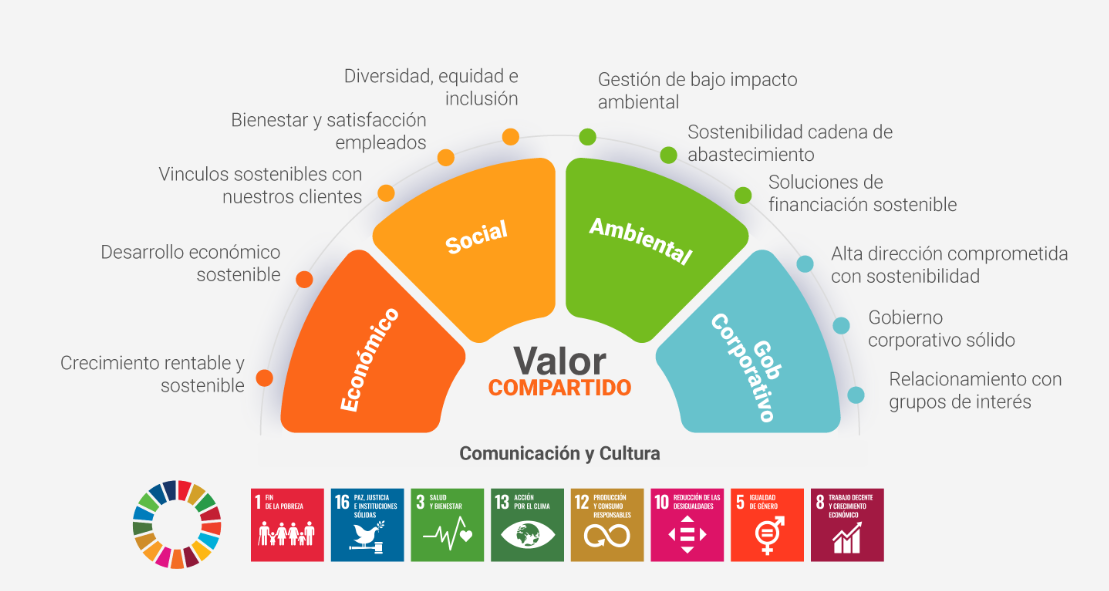 Diversidad, equidad e
inclusión
Bienestar y satisfacción
empleados
Vinculos sostenibles con
nuestros clientes
Desarrollo económico
sostenible
Crecimiento rentable y
sostenible
Gestión de bajo impacto
ambiental
Sostenibilidad cadena de
abastecimiento
Soluciones de
financiación sostenible
Alta dirección comprometida
con sostenibilidad
Gobierno
corporativo sólido
Relacionamiento con
grupos de interés
Económico
Social
Ambiental
Gob
Corporativo
Valor
COMPARTIDO
Comunicación y Cultura
1 FIN
DE LA POBREZA
16 PAZ, JUSTICIA
E INSTITUCIONES
SÓLIDAS
3 SALUD
Y BIENESTAR
13 ACCIÓN
POR EL CLIMA
12 PRODUCCIÓN
Y CONSUMO
RESPONSABLES
10 REDUCCIÓN DE LAS
DESIGUALDADES
5 IGUALDAD
DE GÉNERO
8 TRABAJO DECENTE
Y CRECIMIENTO
ECONÓMICO